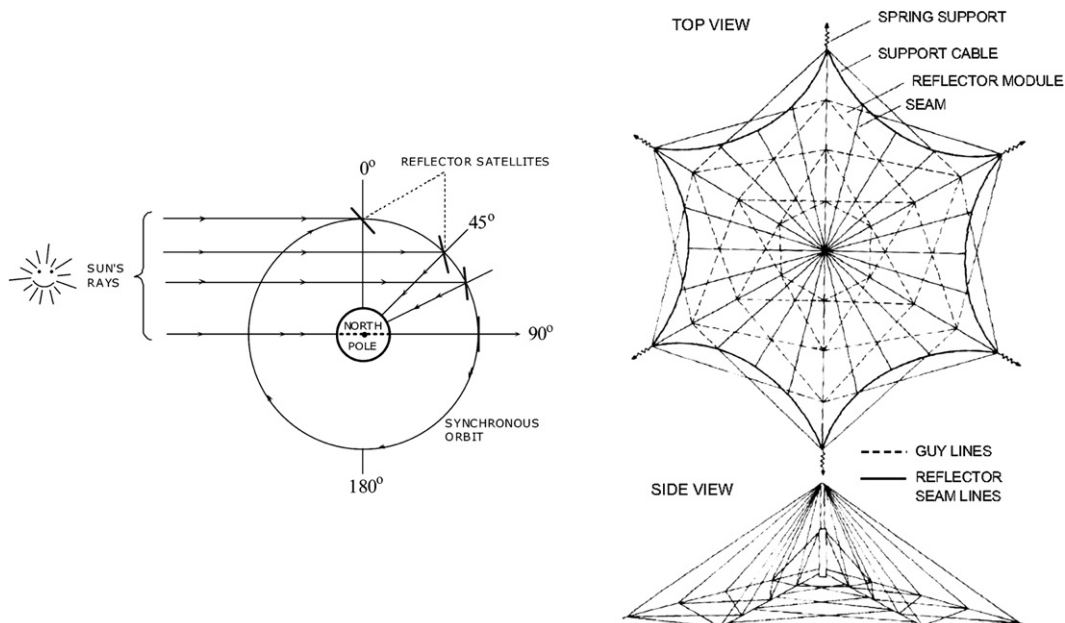 0°
REFLECTOR SATELLITES
45°
SUN'S
RAYS
NORTH
POLE
90°
SYNCHRONOUS
ORBIT
180°
TOP VIEW
SPRING SUPPORT
SUPPORT CABLE
REFLECTOR MODULE
SEAM
GUY LINES
REFLECTOR
SEAM LINES
SIDE VIEW